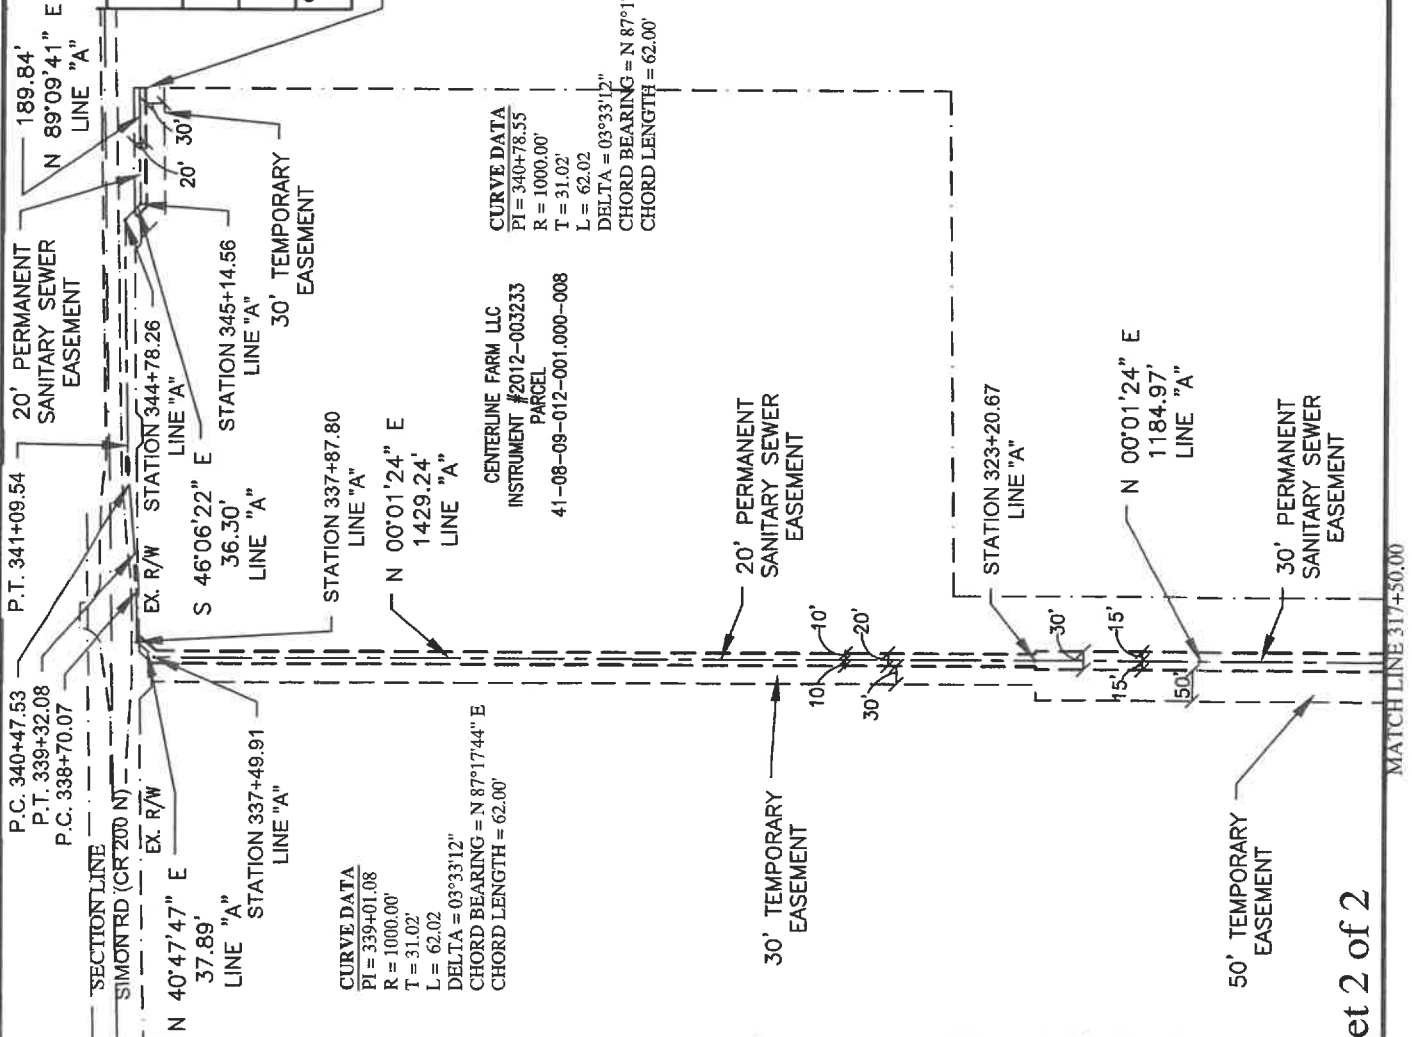 P.C. 340+47.53
P.T. 339+32.08
P.C. 338+70.07
P.T. 341+09.54
20' PERMANENT
SANITARY SEWER
EASEMENT
189.84'
N 89°09'41" E
LINE "A"
SECTION LINE
SIMON RD (CR 200 N)
EX. R/W
EX. R/W
N 40°47'47" E
37.89'
LINE "A"
STATION 337+49.91
LINE "A"
S 46°06'22" E
36.30'
LINE "A"
STATION 344+78.26
LINE "A"
STATION 345+14.56
LINE "A"
20'
30'
30' TEMPORARY
EASEMENT
STATION 337+87.80
LINE "A"
N 00°01'24" E
1429.24'
LINE "A"
CURVE DATA
PI = 339+01.08
R = 1000.00'
T = 31.02'
L = 62.02
DELTA = 03°33'12"
CHORD BEARING = N 87°17'44" E
CHORD LENGTH = 62.00'
CENTERLINE FARM LLC
INSTRUMENT #2012-003233
PARCEL
41-08-09-012-001.000-008
CURVE DATA
PI = 340+78.55
R = 1000.00'
T = 31.02'
L = 62.02
DELTA = 03°33'12"
CHORD BEARING = N 87°1
CHORD LENGTH = 62.00'
20' PERMANENT
SANITARY SEWER
EASEMENT
30' TEMPORARY
EASEMENT
10'
10'
20'
30'
STATION 323+20.67
LINE "A"
30'
15'
15'
50'
N 00°01'24" E
1184.97'
LINE "A"
50' TEMPORARY
EASEMENT
30' PERMANENT
SANITARY SEWER
EASEMENT
MATCH LINE 317+50.00
et 2 of 2